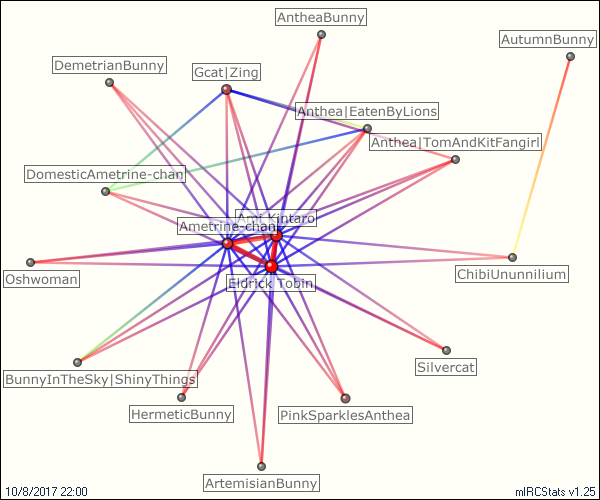 AntheaBunny
AutumnBunny
DemetrianBunny
Gcat|Zing
Anthea|EatenByLions
Anthea|TomAndKitFangirl
DomesticAmetrine-chan
Ami Kintaro
Ametrine-chan
Oshwoman
Eldrick Tobin
ChibiUnunnilium
Silvercat
BunnyInTheSky|ShinyThings
HermeticBunny
PinkSparklesAnthea
ArtemisianBunny
10/8/2017 22:00
mIRCStats v1.25